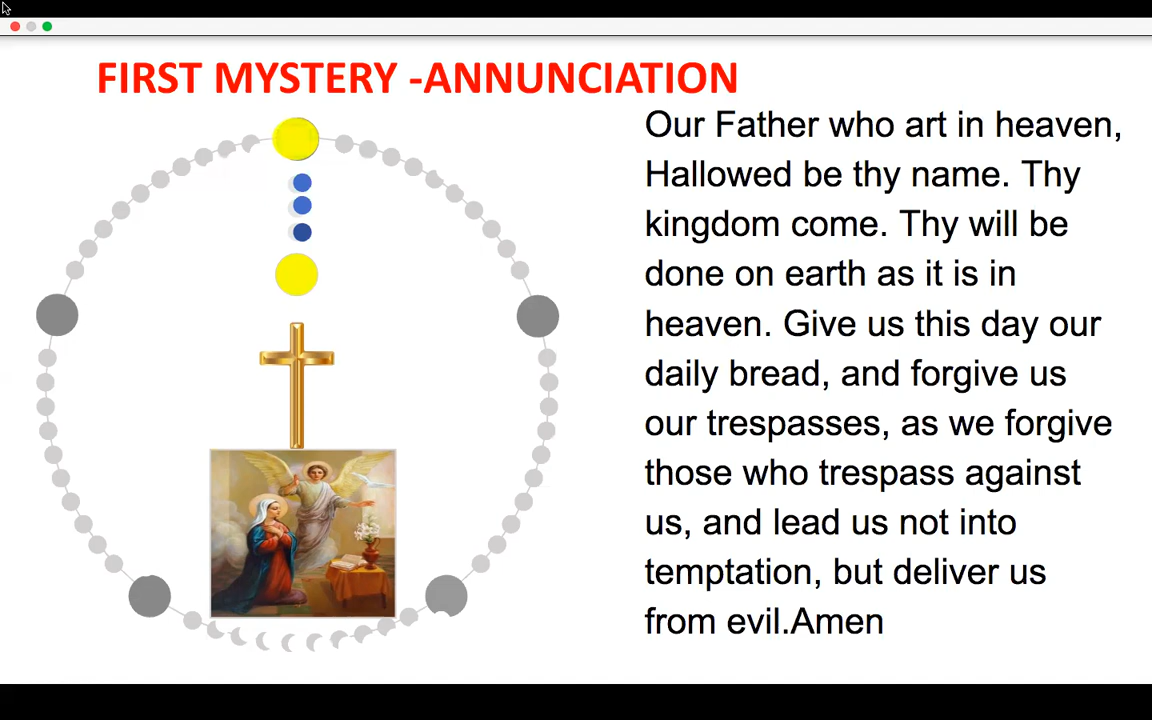 FIRST MYSTERY -ANNUNCIATION
Our Father who art in heaven,
Hallowed be thy name. Thy
kingdom come. Thy will be
done on earth as it is in
heaven. Give us this day our
daily bread, and forgive us
our trespasses, as we forgive
those who trespass against
us, and lead us not into
temptation, but deliver us
from evil.Amen